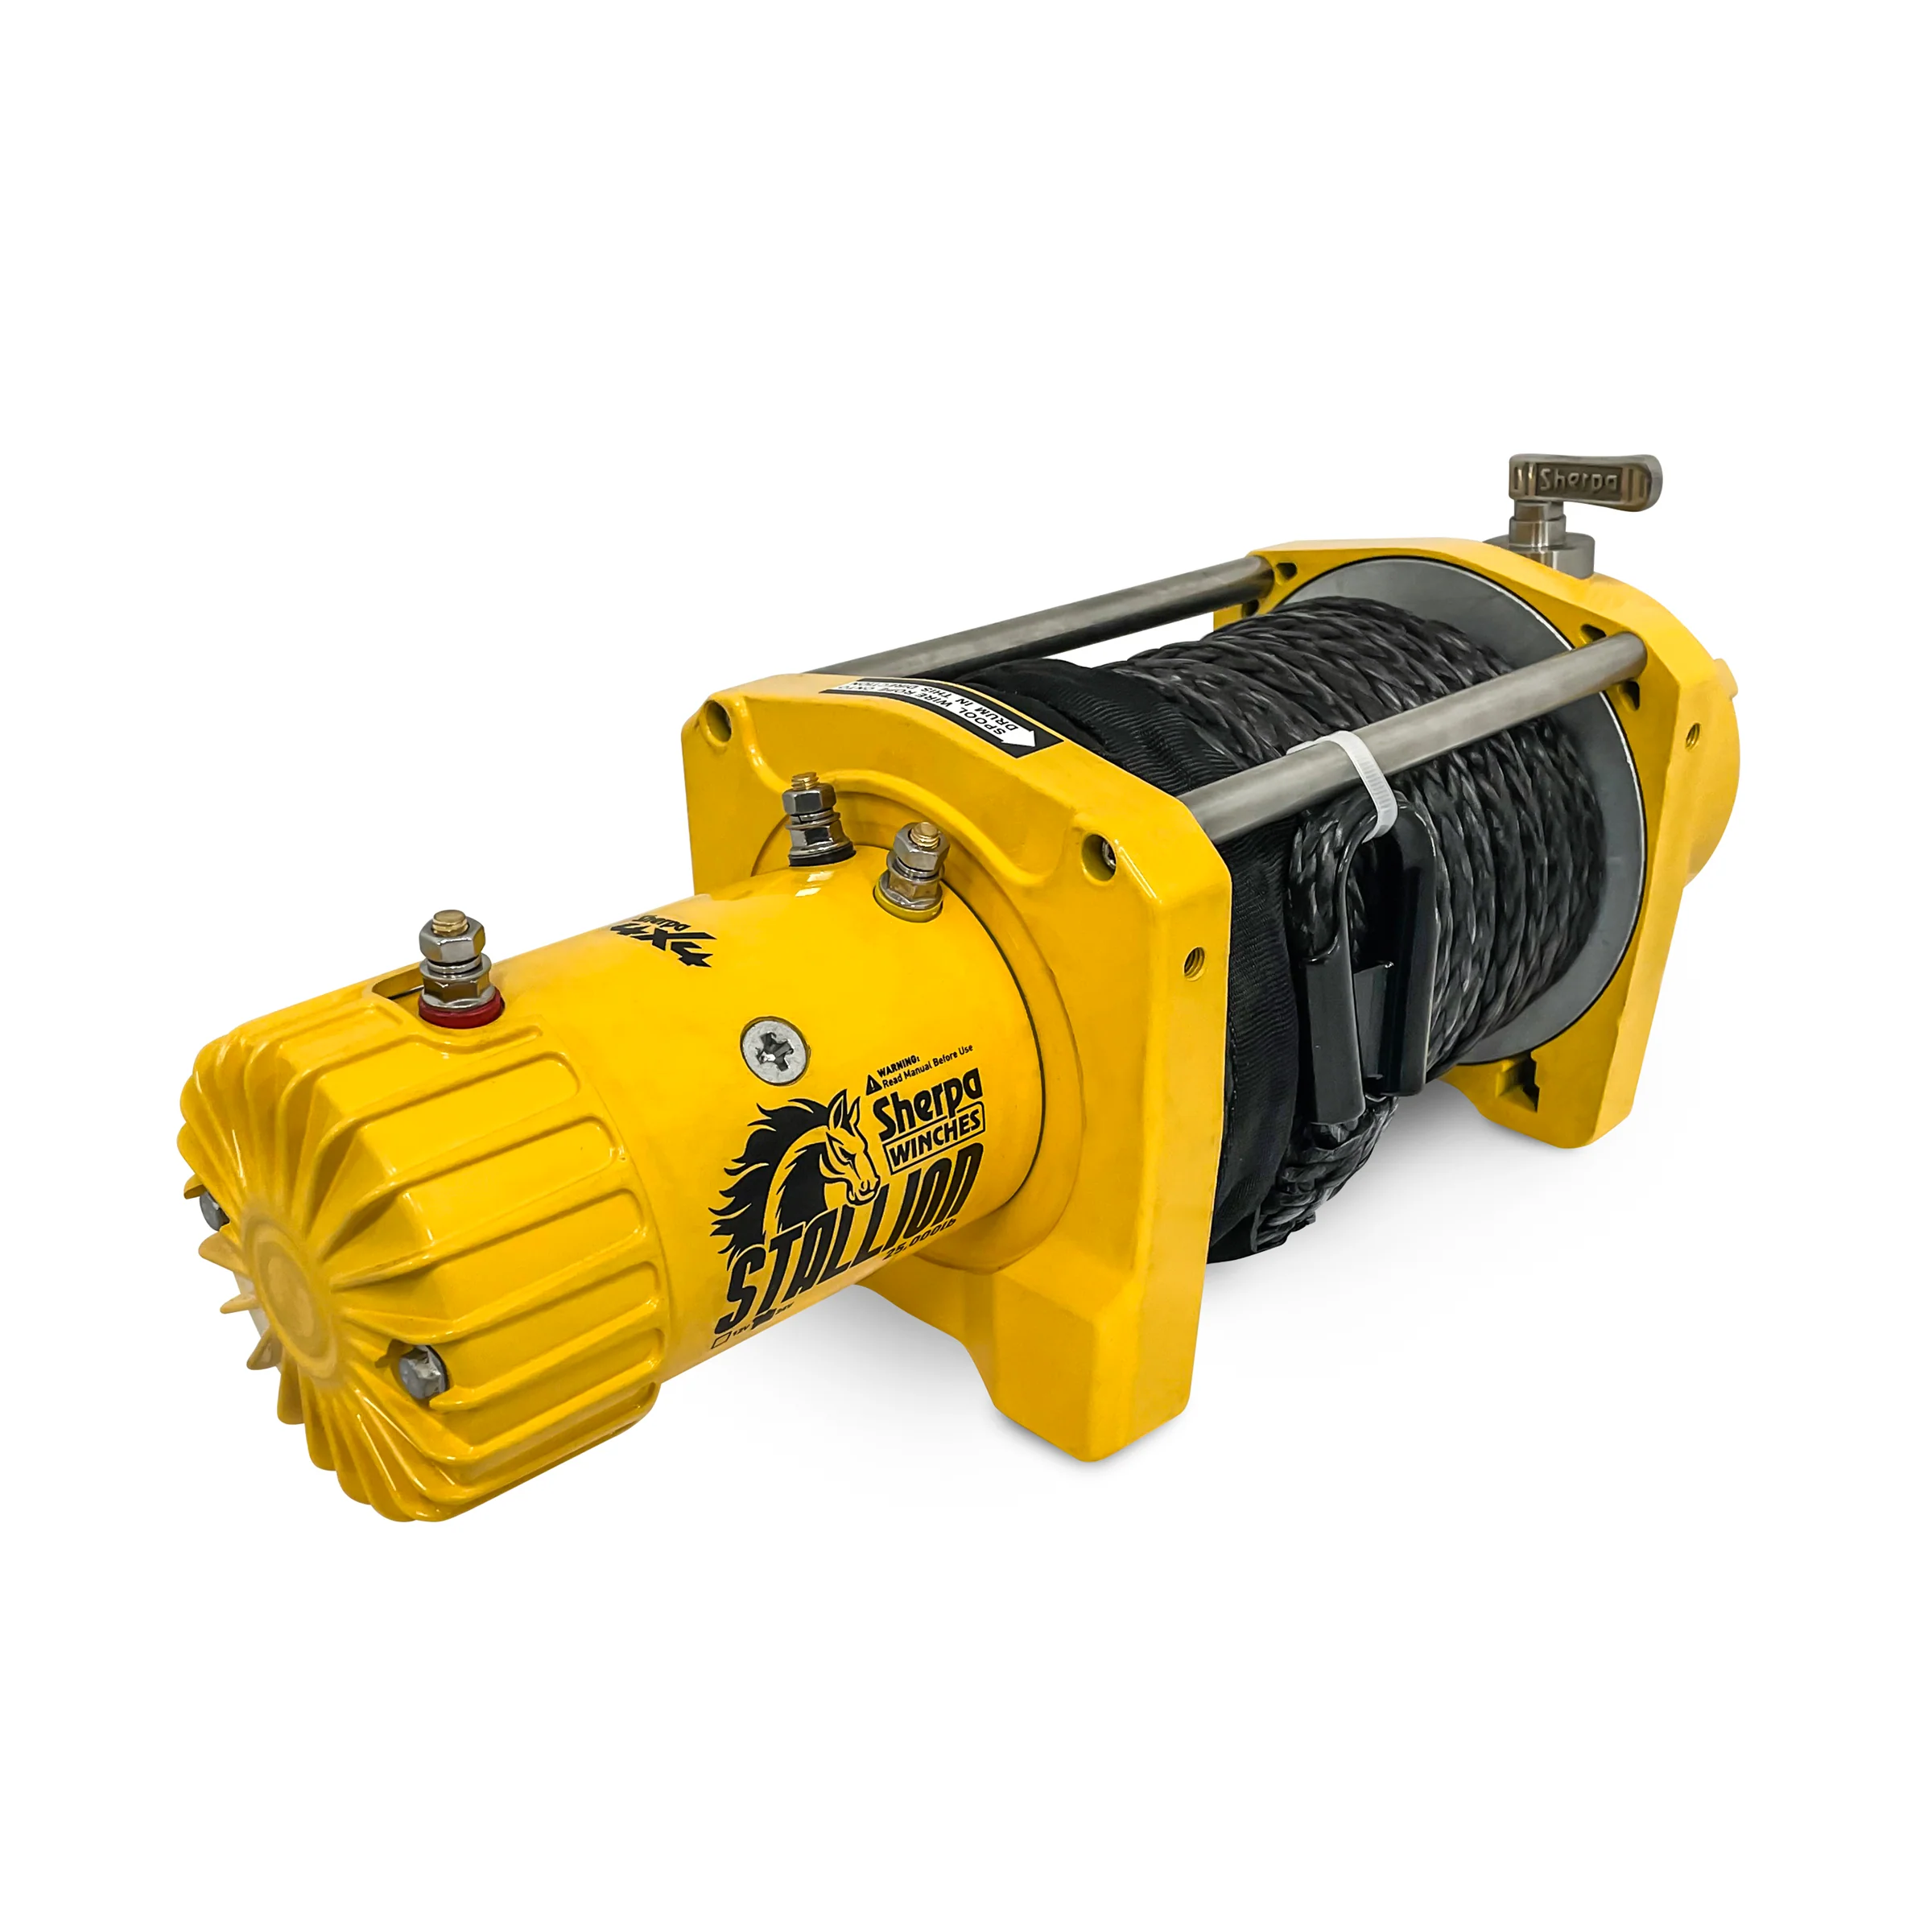 Sherpa
SPOOL WIRE ROPE ONTO
DRUM IN THIS DIRECTION
Sherpa
4X4
WARNING:
Read Manual Before Use
Sherpa
WINCHES
STALLION
25,000lb
12V 24V